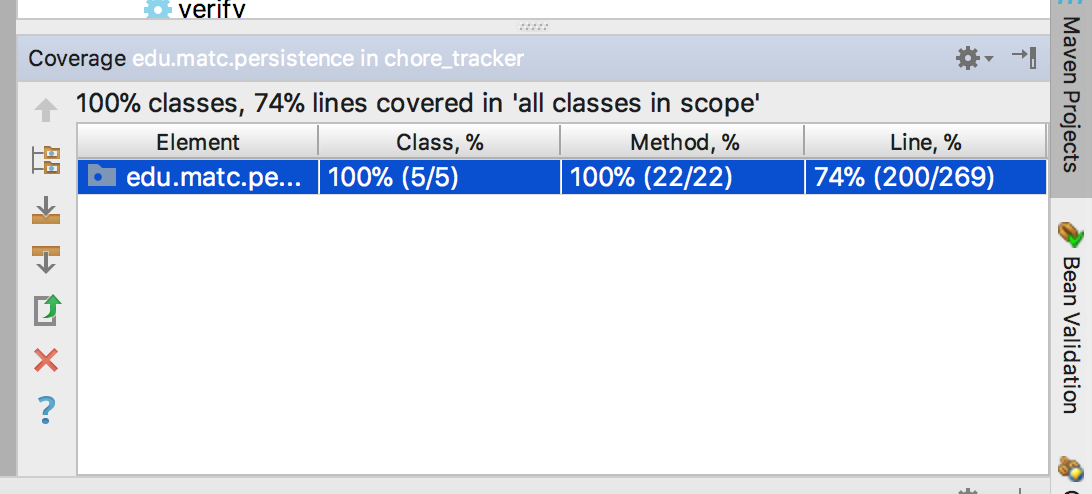 verify
Coverage edu.matc.persistence in chore_tracker
100% classes, 74% lines covered in 'all classes in scope'
Element Class, % Method, % Line, %
edu.matc.pe... 100% (5/5) 100% (22/22) 74% (200/269)
Maven Projects
Bean Validation